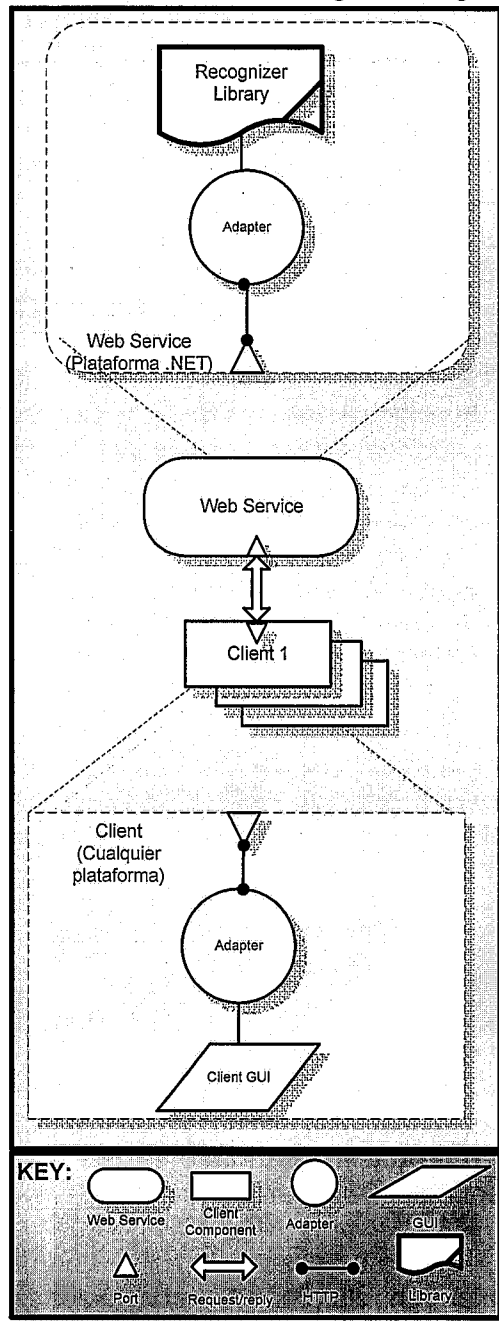 Recognizer
Library
Adapter
Web Service
(Plataforma .NET)
Web Service
Client 1
Client
(Cualquier
plataforma)
Adapter
Client GUI
KEY:
Web Service
Client
Component
Adapter
GUI
Port
Request/reply
HTTP
Library